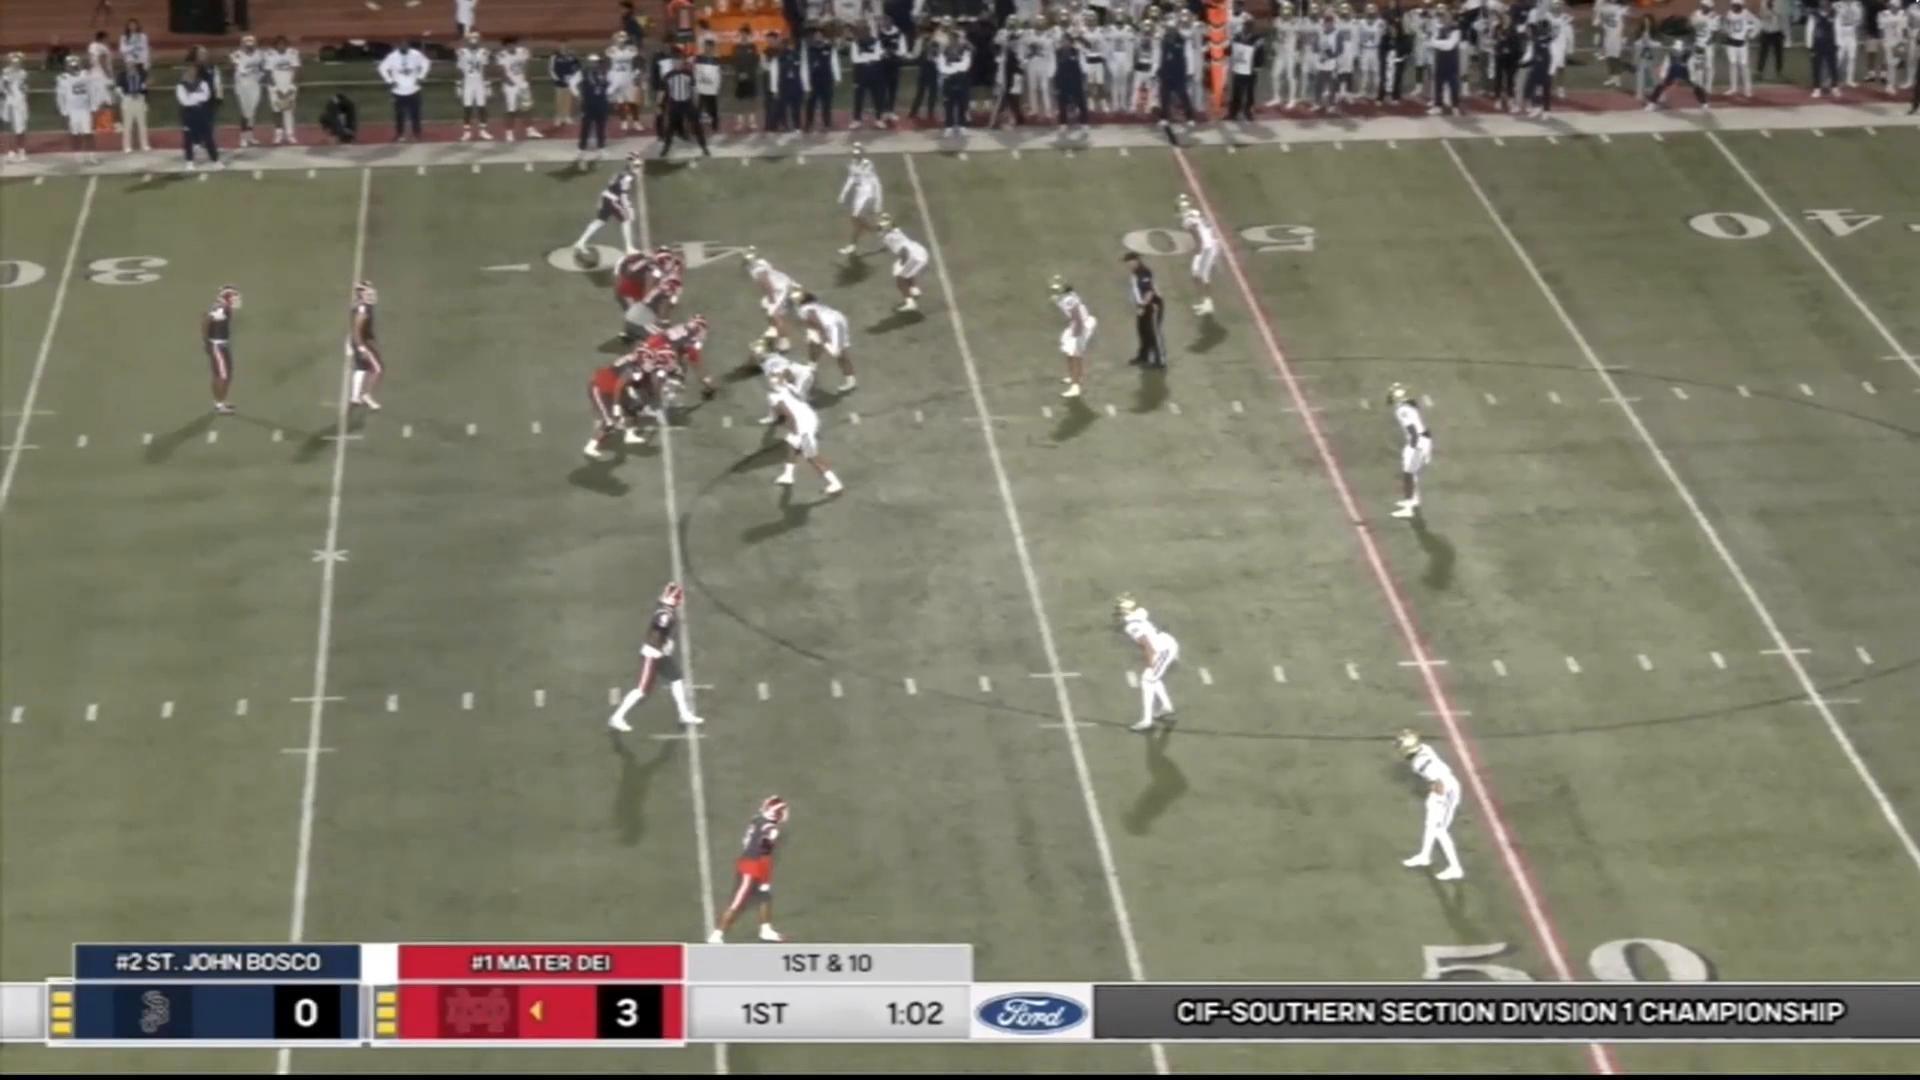 30
-40
50
40-
50
#2 ST. JOHN BOSCO
#1 MATER DEI
1ST & 10
0
3
1ST
1:02
Ford
CIF-SOUTHERN SECTION DIVISION 1 CHAMPIONSHIP